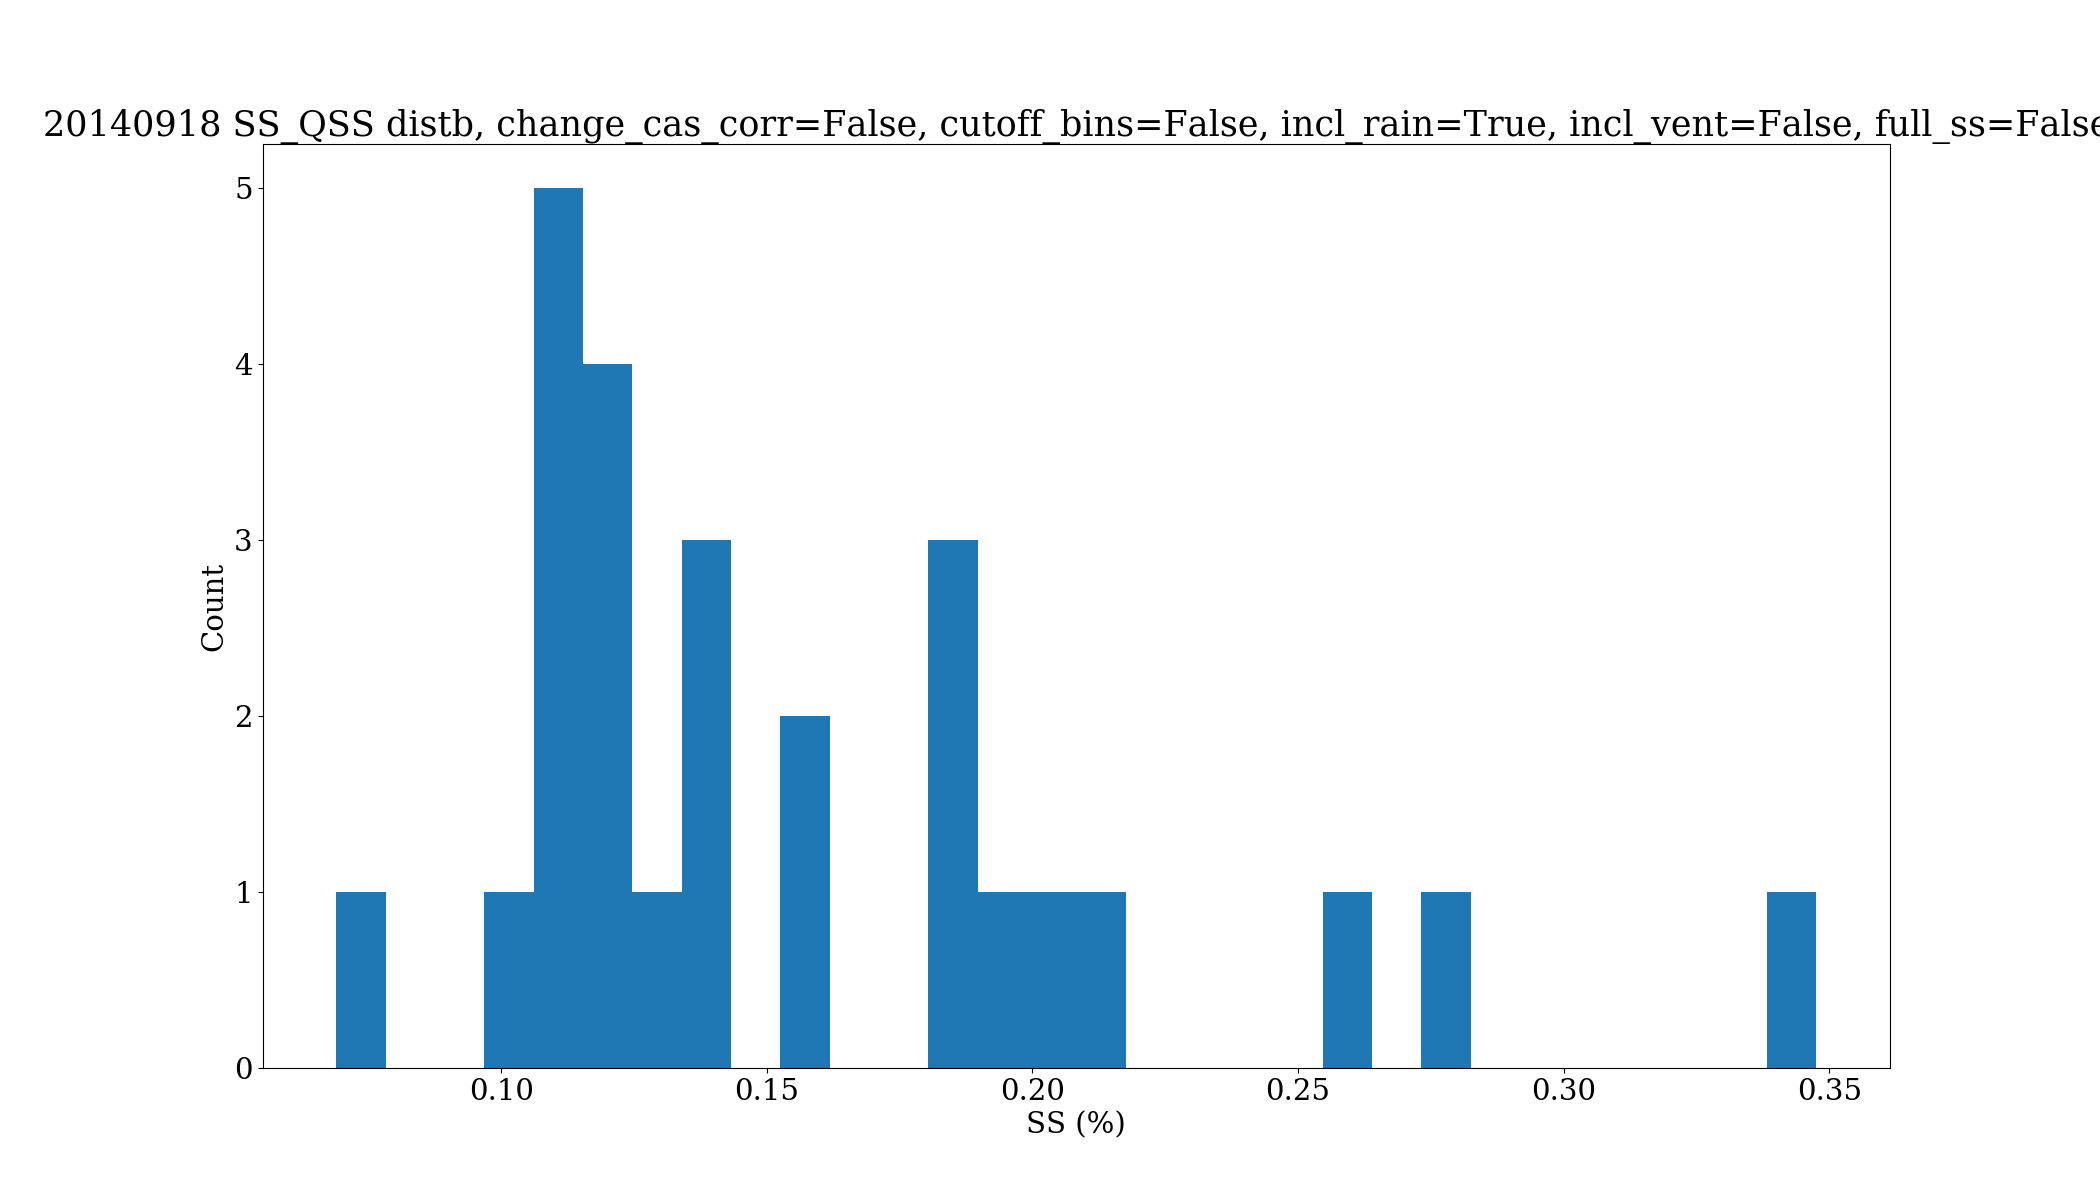 20140918 SS_QSS distb, change_cas_corr=False, cutoff_bins=False, incl_rain=True, incl_vent=False, full_ss=False
5
4
3
2
1
0
Count
0.10 0.15 0.20 0.25 0.30 0.35
SS (%)